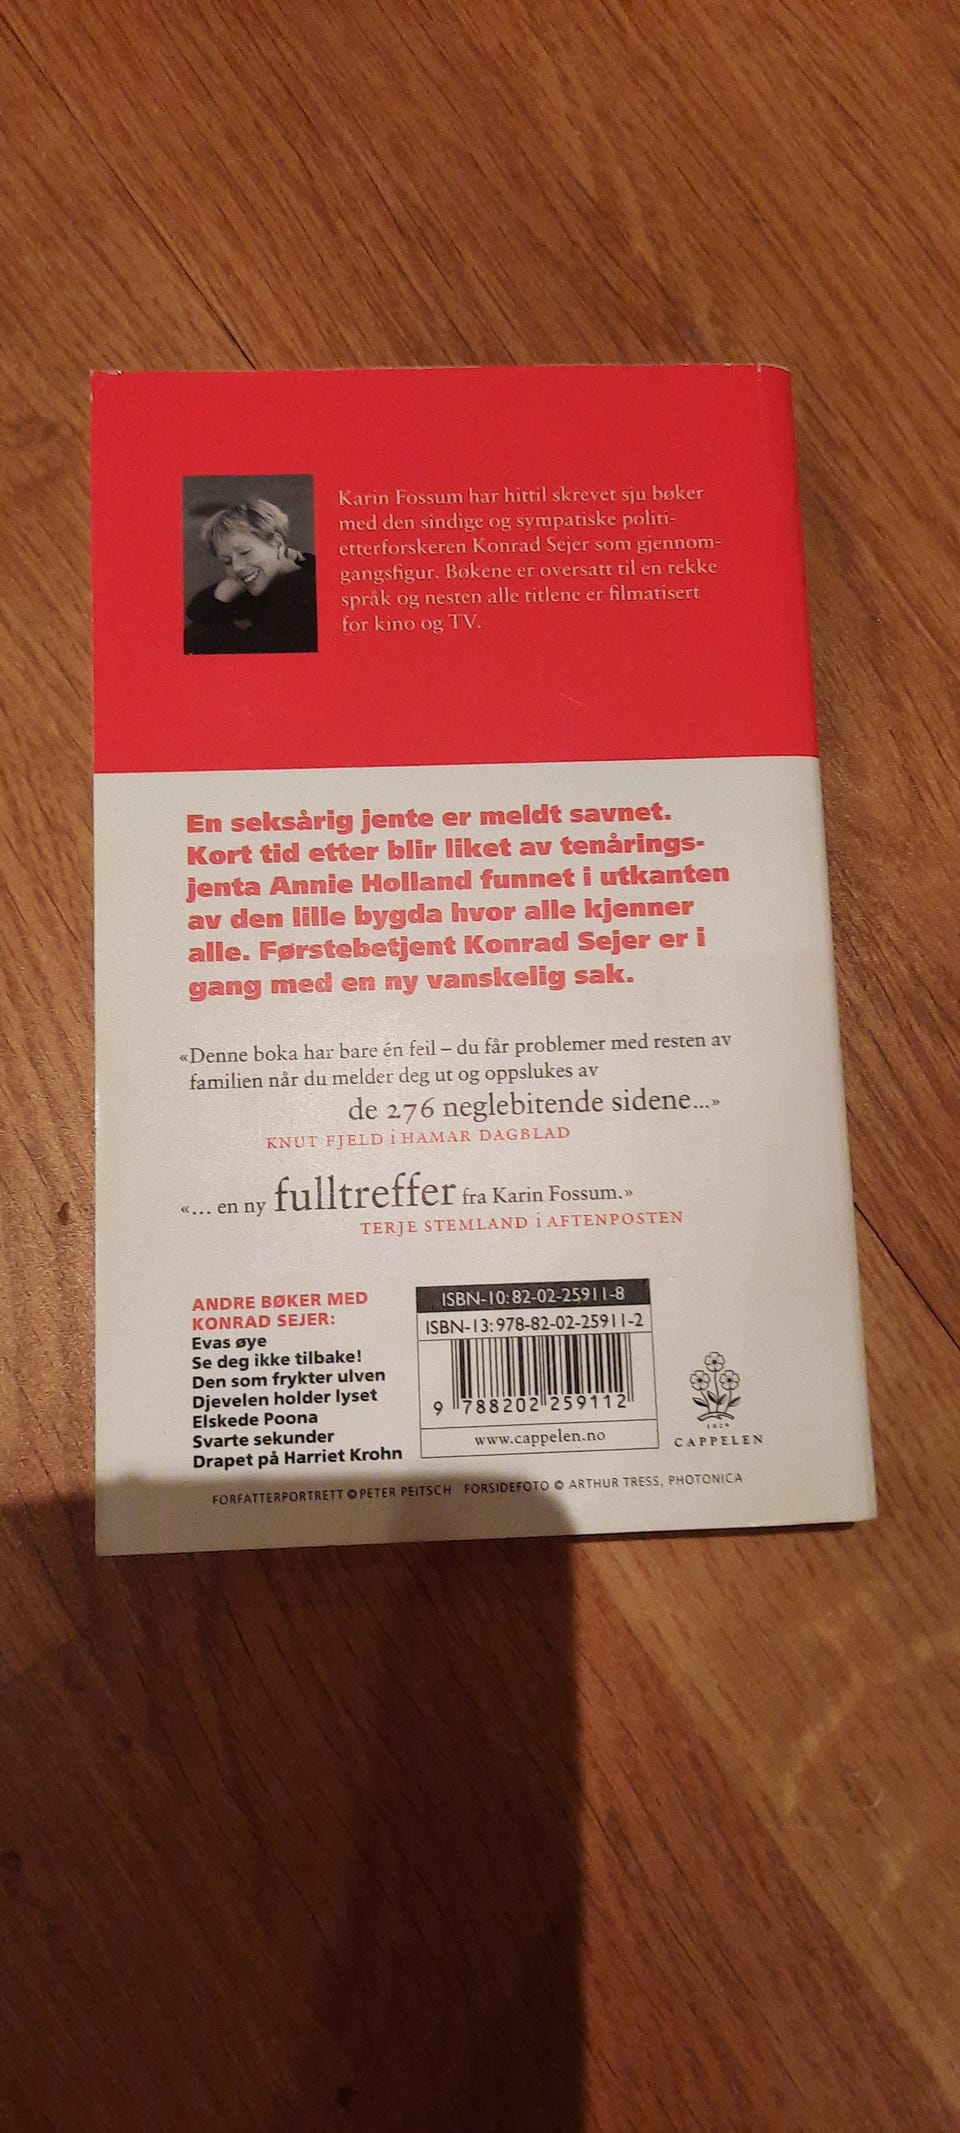 Karin Fossum har hittil skrevet sju bøker
med den sindige og sympatiske politi-
etterforskeren Konrad Sejer som gjennom-
gangsfigur. Bøkene er oversatt til en rekke
språk og nesten alle titlene er filmatisert
for kino og TV.
En seksårig jente er meldt savnet.
Kort tid etter blir liket av tenårings-
jenta Annie Holland funnet i utkanten
av den lille bygda hvor alle kjenner
alle. Førstebetjent Konrad Sejer er i
gang med en ny vanskelig sak.
«Denne boka har bare én feil – du får problemer med resten av
familien når du melder deg ut og oppslukes av
de 276 neglebitende sidene...»
KNUT FJELD i HAMAR DAGBLAD
«... en ny fulltreffer fra Karin Fossum.»
TERJE STEMLAND i AFTENPOSTEN
ANDRE BØKER MED
KONRAD SEJER:
Evas øye
Se deg ikke tilbake!
Den som frykter ulven
Djevelen holder lyset
Elskede Poona
Svarte sekunder
Drapet på Harriet Krohn
ISBN-10: 82-02-25911-8
ISBN-13: 978-82-02-25911-2
9 788202 259112
www.cappelen.no
1829
CAPPELEN
FORFATTERPORTRETT © PETER PEITSCH FORSIDEFOTO © ARTHUR TRESS, PHOTONICA